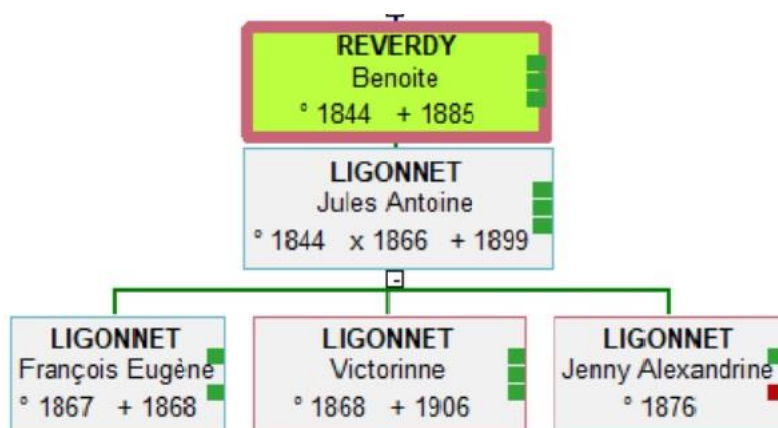 REVERDY
Benoite
° 1844 + 1885
LIGONNET
Jules Antoine
° 1844 x 1866 + 1899
LIGONNET
François Eugène
° 1867 + 1868
LIGONNET
Victorinne
° 1868 + 1906
LIGONNET
Jenny Alexandrine
° 1876